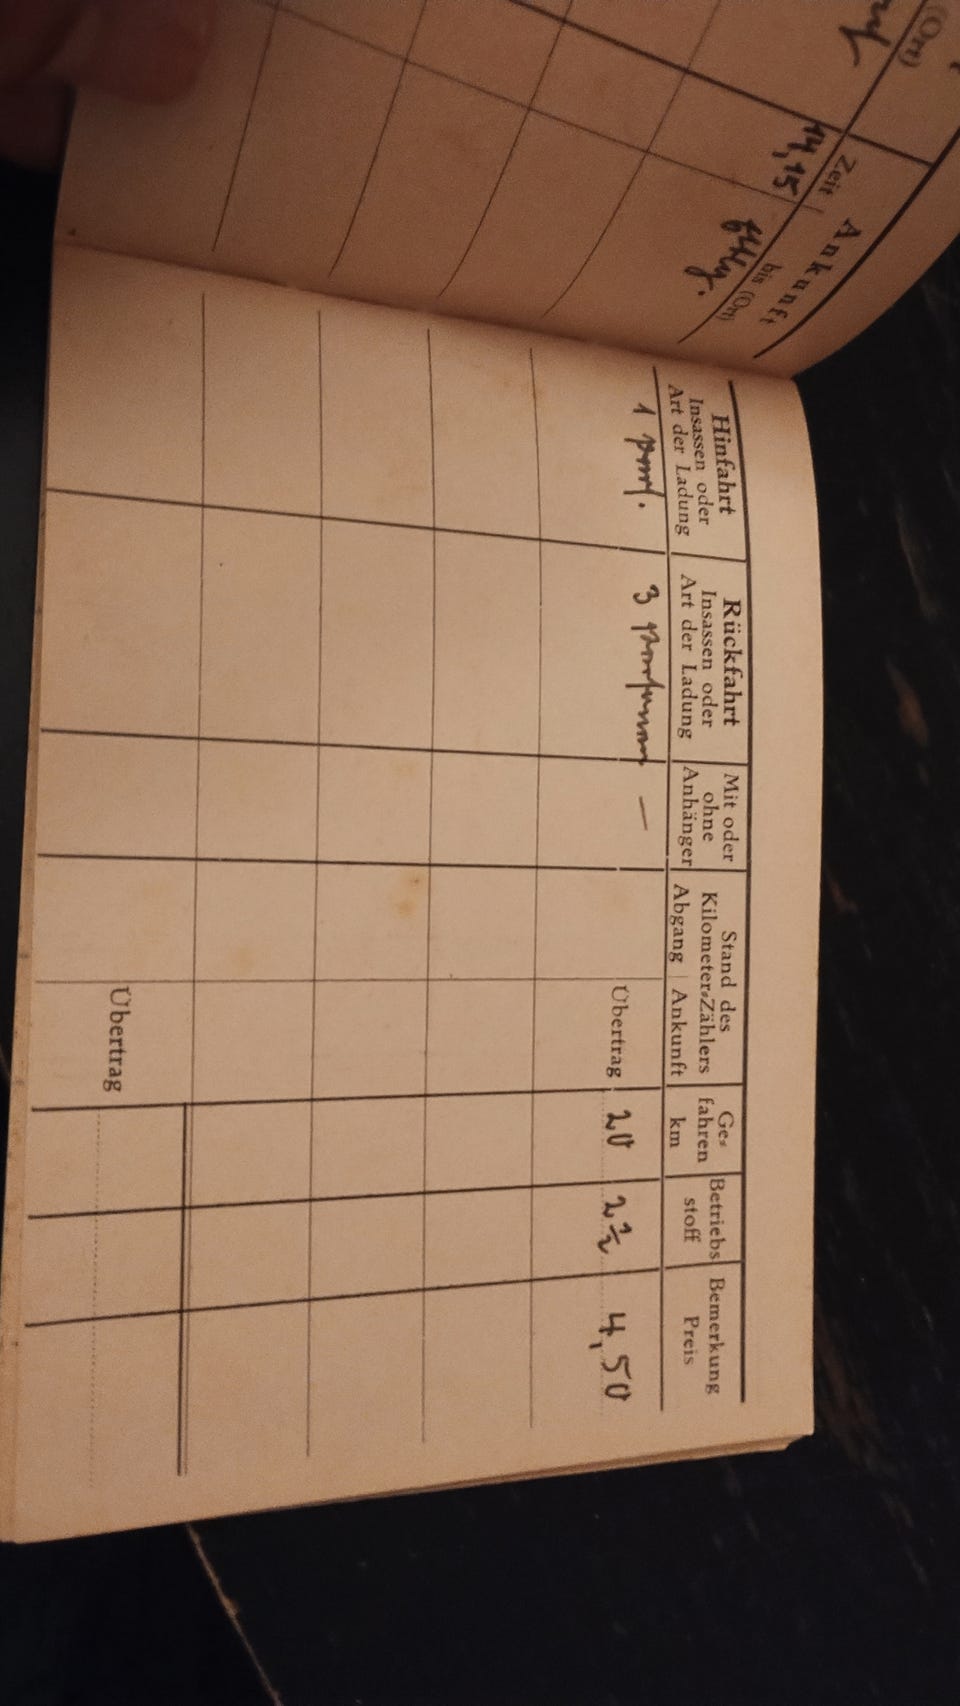 (Ort)
Ankunft
Zeit
bis (Ort)
14,15
Hinfahrt
Insassen oder
Art der Ladung
Rückfahrt
Insassen oder
Art der Ladung
Mit oder
ohne
Anhänger
Stand des
Kilometer-Zählers
Abgang Ankunft
Ge-
fahren
km
Betriebs
stoff
Bemerkung
Preis
1 3 — Übertrag 20 2½ 4,50
Übertrag